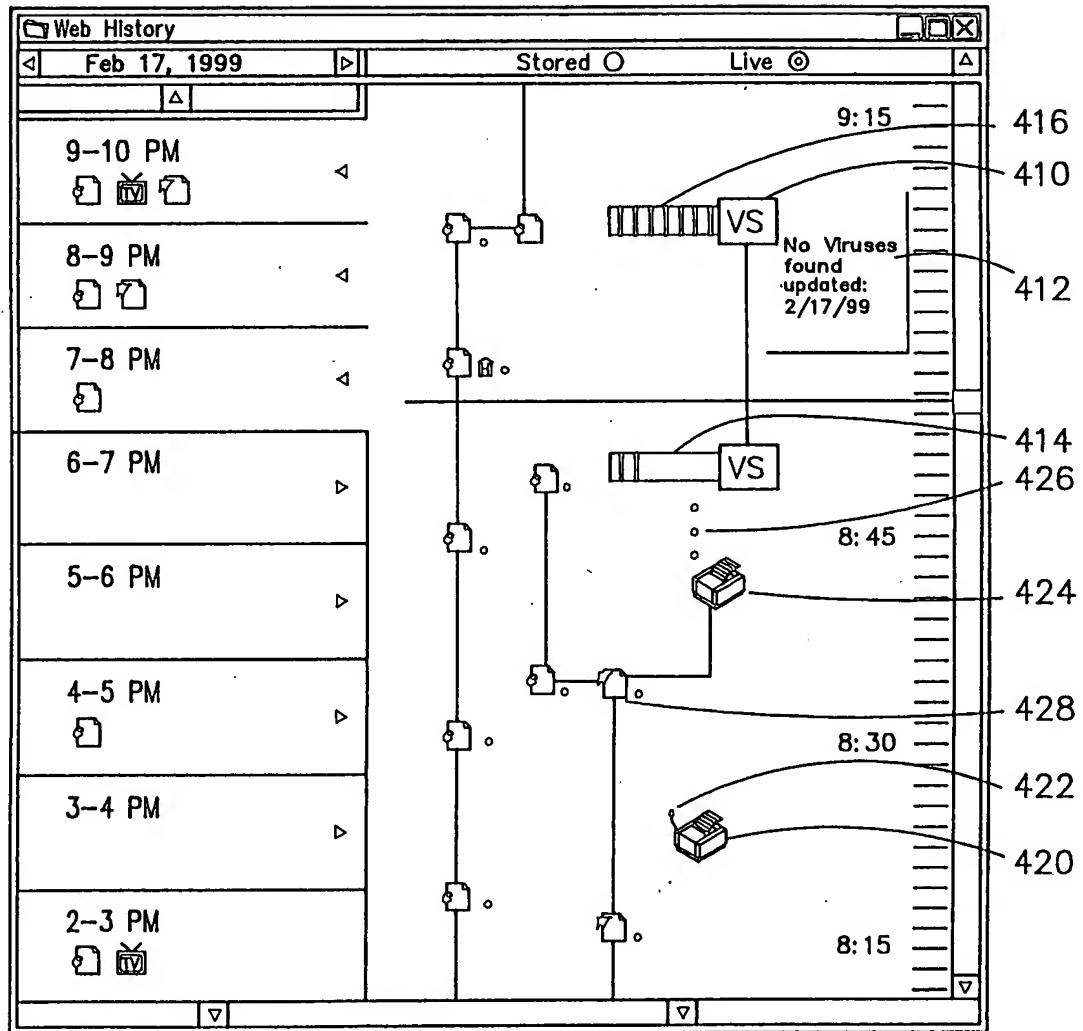 Web History
Feb 17, 1999
Stored
Live
9-10 PM
TV
8-9 PM
7-8 PM
6-7 PM
5-6 PM
4-5 PM
3-4 PM
2-3 PM
TV
9:15
VS
No Viruses
found
updated:
2/17/99
VS
8:45
8:30
8:15
416
410
412
414
426
424
428
422
420